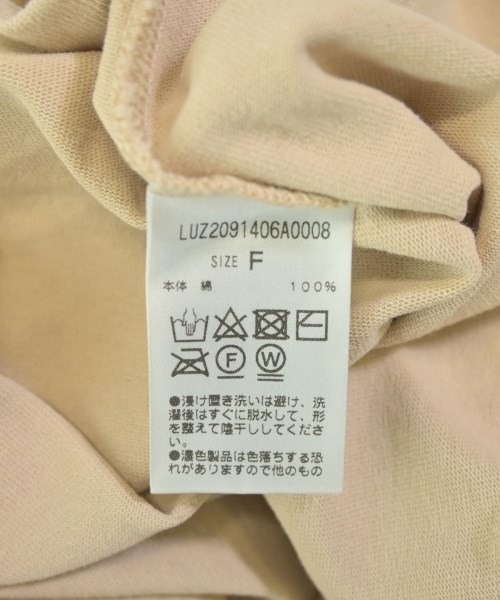 LUZ2091406A0008
SIZE F
本体 綿 100%
F W
●浸け置き洗いは避け、洗
濯後はすぐに脱水して、形
を整えて陰干ししてくださ
い。
●濃色製品は色落ちする恐
れがありますので他のもの